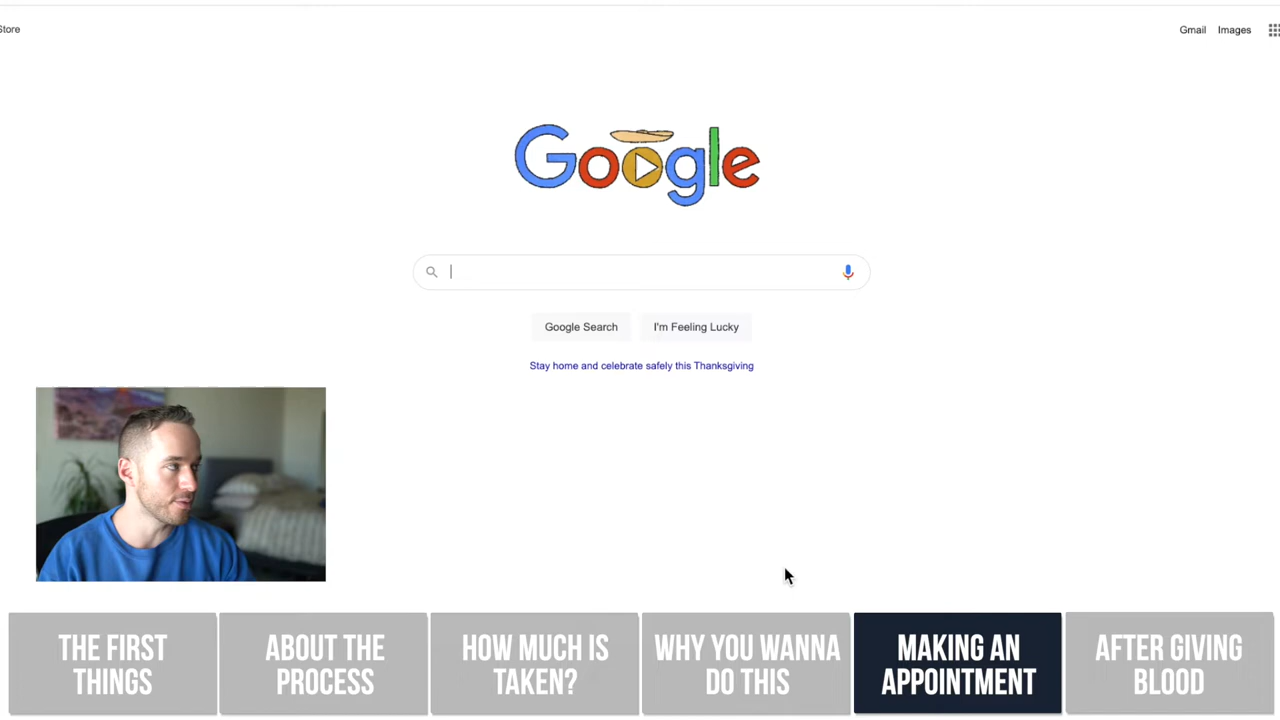 Store
Gmail Images
Google
Google Search I'm Feeling Lucky
Stay home and celebrate safely this Thanksgiving
THE FIRST
THINGS
ABOUT THE
PROCESS
HOW MUCH IS
TAKEN?
WHY YOU WANNA
DO THIS
MAKING AN
APPOINTMENT
AFTER GIVING
BLOOD